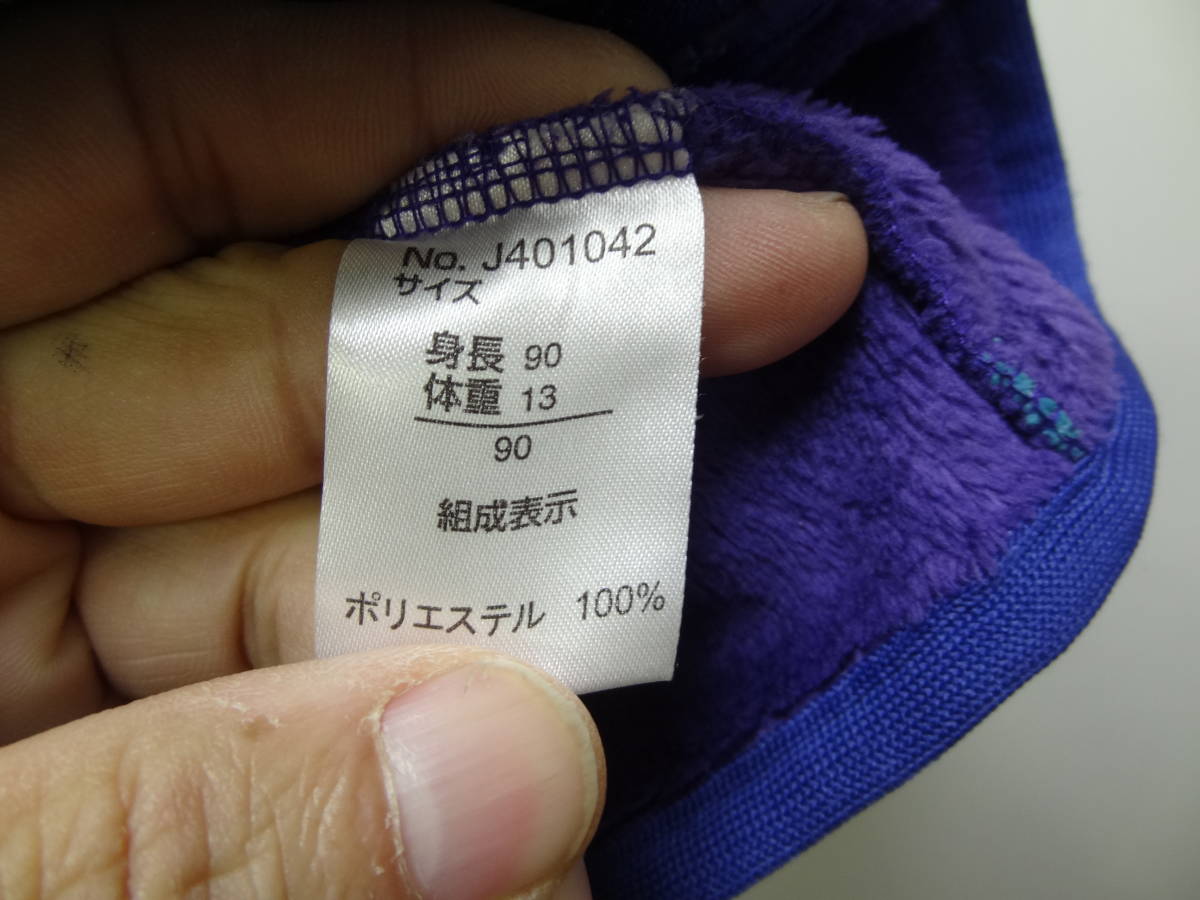 No. J401042
サイズ
身長 90
体重 13
90
組成表示
ポリエステル 100%